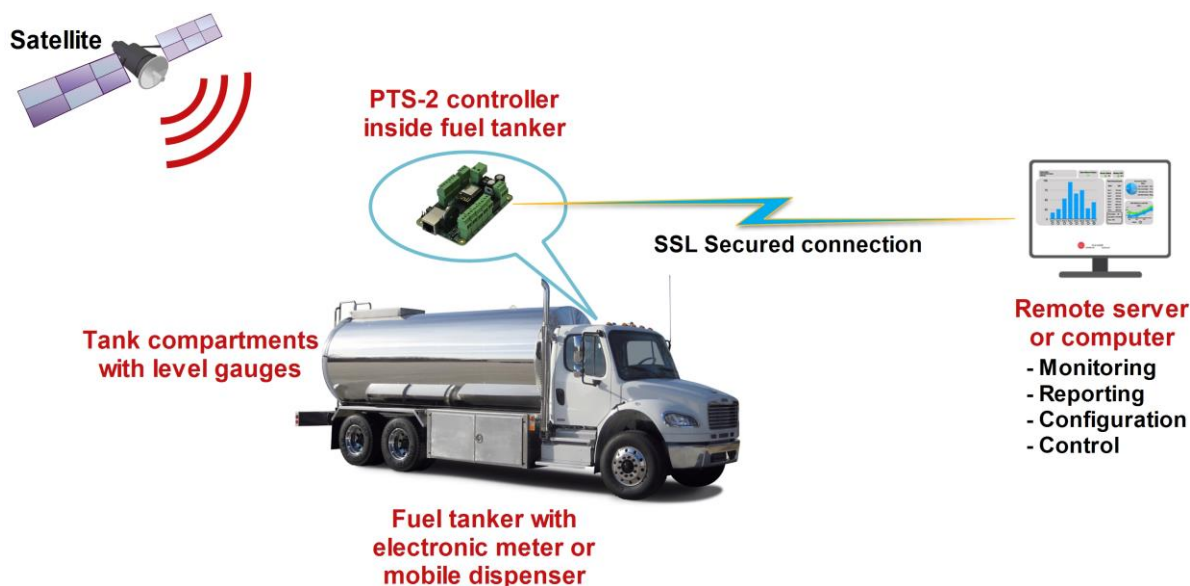 Satellite
PTS-2 controller
inside fuel tanker
SSL Secured connection
Tank compartments
with level gauges
Remote server
or computer
- Monitoring
- Reporting
- Configuration
- Control
Fuel tanker with
electronic meter or
mobile dispenser